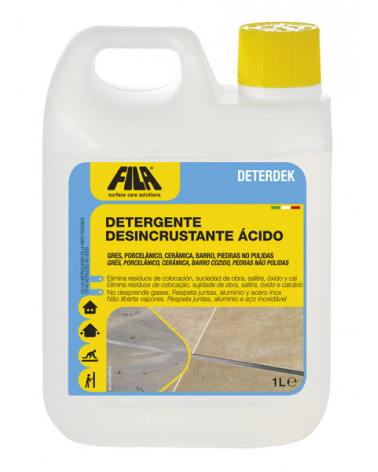 FILA
surface care solutions
DETERDEK
DETERGENTE
DESINCRUSTANTE ÁCIDO
GRES, PORCELÁNICO, CERÁMICA, BARRO, PIEDRAS NO PULIDAS
GRÉS, PORCELÂNICO, CERÂMICA, BARRO COZIDO, PEDRAS NÃO POLIDAS
Elimina residuos de colocación, suciedad de obra, salitre, óxido y cal
Elimina resíduos de colocação, sujidade de obra, salitre, óxido e calcário
No desprende gases. Respeta juntas, aluminio y acero inox
Não liberta vapores. Respeita juntas, alumínio e aço inoxidável
1L e